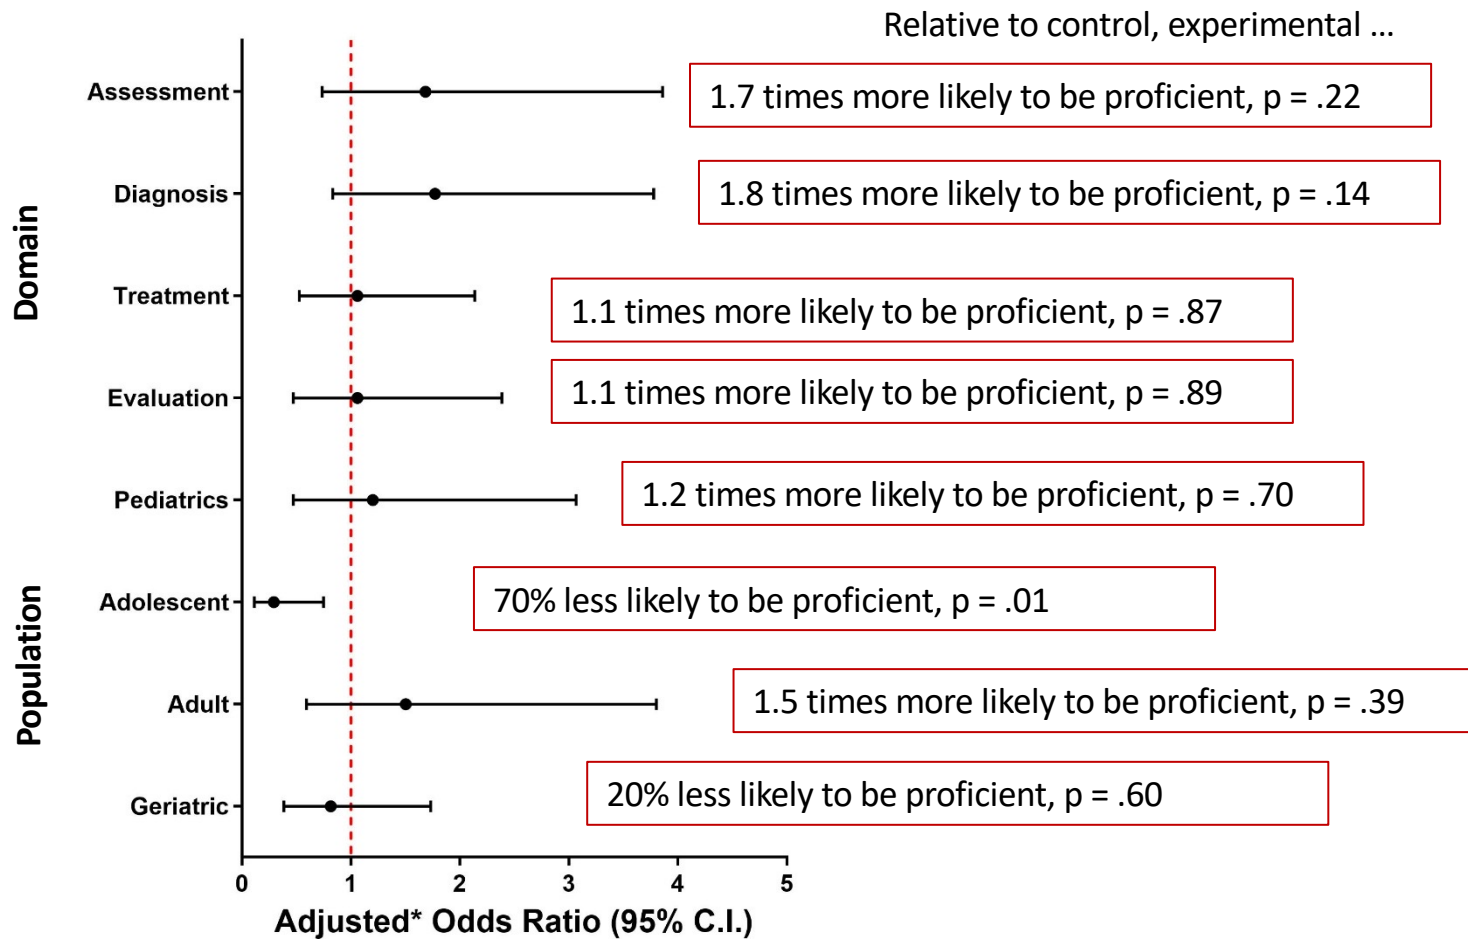 Relative to control, experimental ...
Domain
Assessment
1.7 times more likely to be proficient, p = .22
Diagnosis
1.8 times more likely to be proficient, p = .14
Treatment
1.1 times more likely to be proficient, p = .87
Evaluation
1.1 times more likely to be proficient, p = .89
Population
Pediatrics
1.2 times more likely to be proficient, p = .70
Adolescent
70% less likely to be proficient, p = .01
Adult
1.5 times more likely to be proficient, p = .39
Geriatric
20% less likely to be proficient, p = .60
0 1 2 3 4 5
Adjusted* Odds Ratio (95% C.I.)